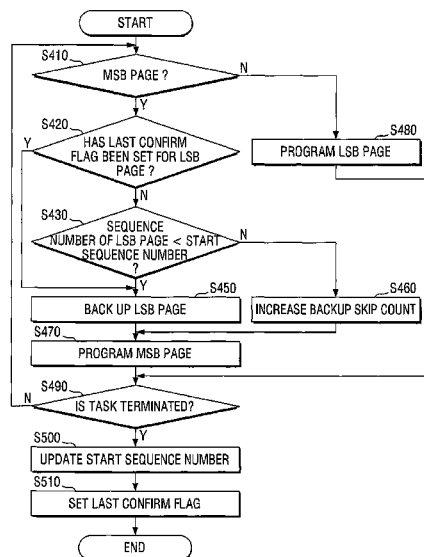 START
S410
MSB PAGE ?
N
Y
S420
HAS LAST CONFIRM
FLAG BEEN SET FOR LSB
PAGE ?
Y
N
S480
PROGRAM LSB PAGE
S430
SEQUENCE
NUMBER OF LSB PAGE < START
SEQUENCE NUMBER
?
N
Y
S450
BACK UP LSB PAGE
S460
INCREASE BACKUP SKIP COUNT
S470
PROGRAM MSB PAGE
S490
IS TASK TERMINATED?
N
Y
S500
UPDATE START SEQUENCE NUMBER
S510
SET LAST CONFIRM FLAG
END